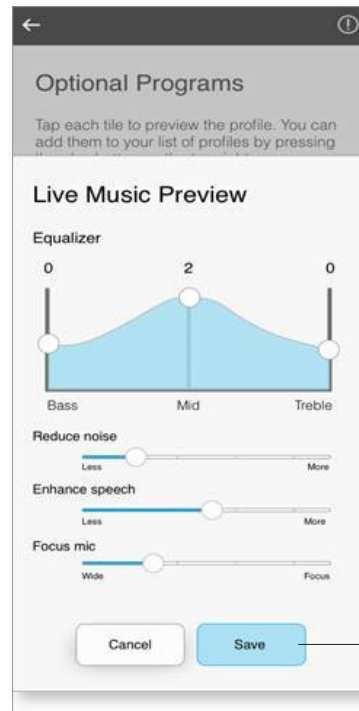 Optional Programs
Tap each tile to preview the profile. You can
add them to your list of profiles by pressing
Live Music Preview
Equalizer
0 2 0
Bass Mid Treble
Reduce noise
Less More
Enhance speech
Less More
Focus mic
Wide Focus
Cancel Save